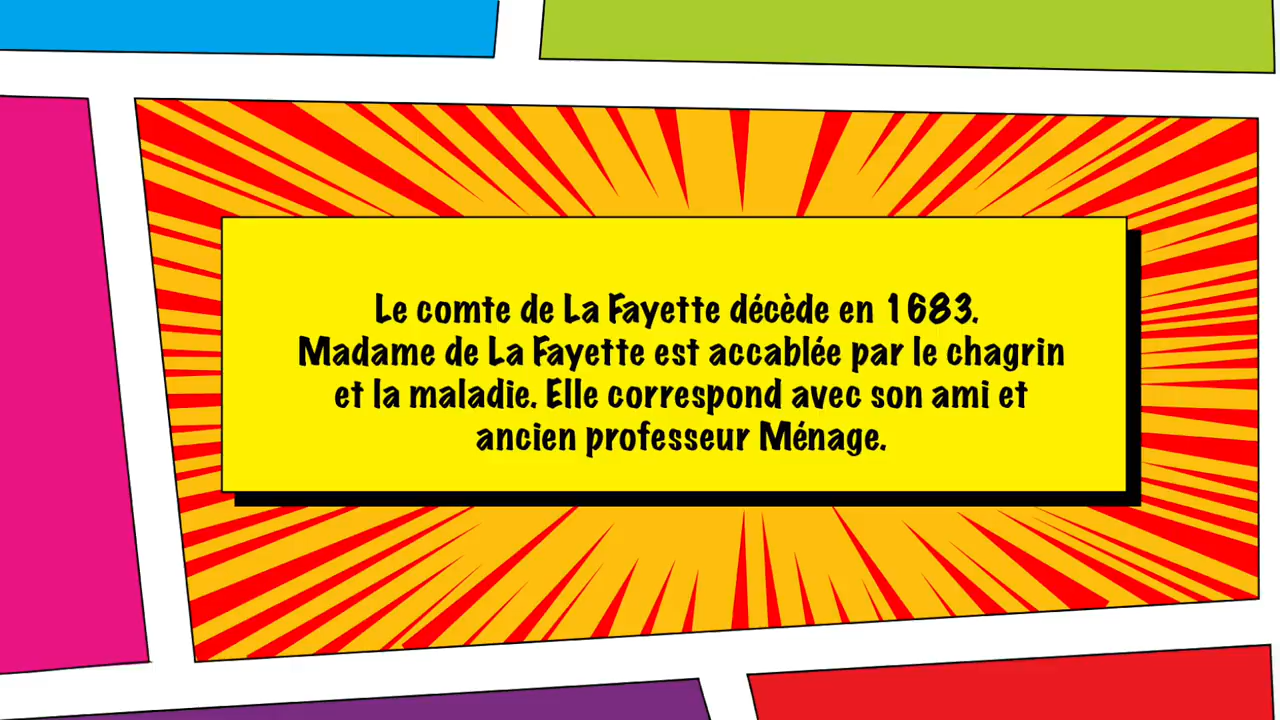 Le comte de La Fayette décède en 1683.
Madame de La Fayette est accablée par le chagrin
et la maladie. Elle correspond avec son ami et
ancien professeur Ménage.